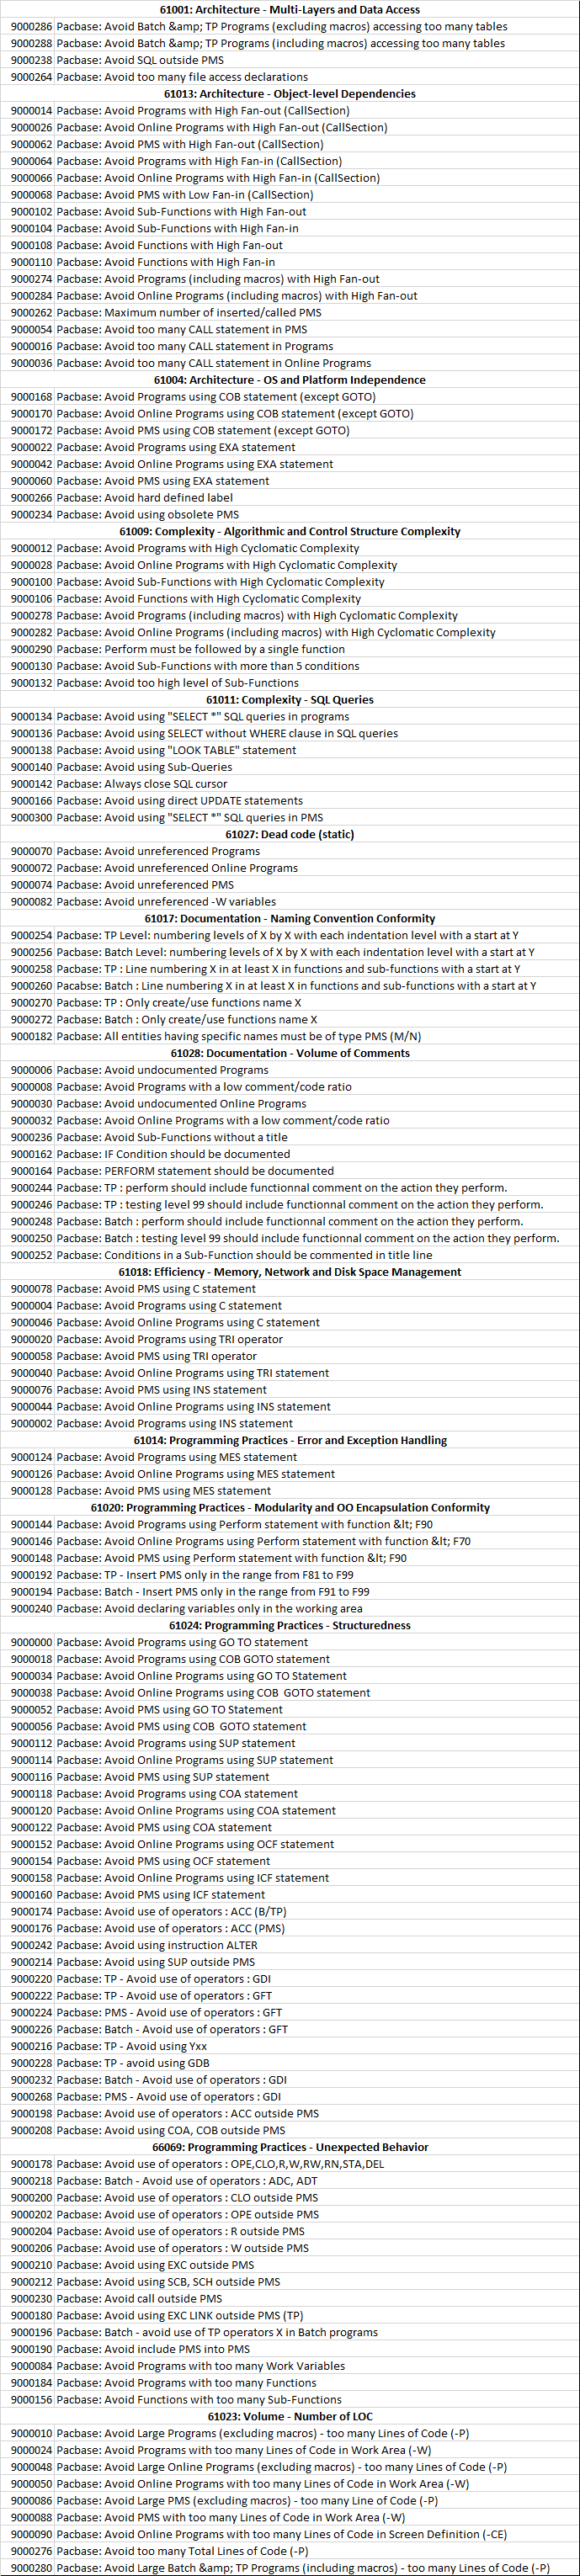 61001: Architecture - Multi-Layers and Data Access
9000286 Pacbase: Avoid Batch &amp; TP Programs (excluding macros) accessing too many tables
9000288 Pacbase: Avoid Batch &amp; TP Programs (including macros) accessing too many tables
9000238 Pacbase: Avoid SQL outside PMS
9000264 Pacbase: Avoid too many file access declarations
61013: Architecture - Object-level Dependencies
9000014 Pacbase: Avoid Programs with High Fan-out (CallSection)
9000026 Pacbase: Avoid Online Programs with High Fan-out (CallSection)
9000062 Pacbase: Avoid PMS with High Fan-out (CallSection)
9000064 Pacbase: Avoid Programs with High Fan-in (CallSection)
9000066 Pacbase: Avoid Online Programs with High Fan-in (CallSection)
9000068 Pacbase: Avoid PMS with Low Fan-in (CallSection)
9000102 Pacbase: Avoid Sub-Functions with High Fan-out
9000104 Pacbase: Avoid Sub-Functions with High Fan-in
9000108 Pacbase: Avoid Functions with High Fan-out
9000110 Pacbase: Avoid Functions with High Fan-in
9000274 Pacbase: Avoid Programs (including macros) with High Fan-out
9000284 Pacbase: Avoid Online Programs (including macros) with High Fan-out
9000262 Pacbase: Maximum number of inserted/called PMS
9000054 Pacbase: Avoid too many CALL statement in PMS
9000016 Pacbase: Avoid too many CALL statement in Programs
9000036 Pacbase: Avoid too many CALL statement in Online Programs
61004: Architecture - OS and Platform Independence
9000168 Pacbase: Avoid Programs using COB statement (except GOTO)
9000170 Pacbase: Avoid Online Programs using COB statement (except GOTO)
9000172 Pacbase: Avoid PMS using COB statement (except GOTO)
9000022 Pacbase: Avoid Programs using EXA statement
9000042 Pacbase: Avoid Online Programs using EXA statement
9000060 Pacbase: Avoid PMS using EXA statement
9000266 Pacbase: Avoid hard defined label
9000234 Pacbase: Avoid using obsolete PMS
61009: Complexity - Algorithmic and Control Structure Complexity
9000012 Pacbase: Avoid Programs with High Cyclomatic Complexity
9000028 Pacbase: Avoid Online Programs with High Cyclomatic Complexity
9000100 Pacbase: Avoid Sub-Functions with High Cyclomatic Complexity
9000106 Pacbase: Avoid Functions with High Cyclomatic Complexity
9000278 Pacbase: Avoid Programs (including macros) with High Cyclomatic Complexity
9000282 Pacbase: Avoid Online Programs (including macros) with High Cyclomatic Complexity
9000290 Pacbase: Perform must be followed by a single function
9000130 Pacbase: Avoid Sub-Functions with more than 5 conditions
9000132 Pacbase: Avoid too high level of Sub-Functions
61011: Complexity - SQL Queries
9000134 Pacbase: Avoid using "SELECT *" SQL queries in programs
9000136 Pacbase: Avoid using SELECT without WHERE clause in SQL queries
9000138 Pacbase: Avoid using "LOOK TABLE" statement
9000140 Pacbase: Avoid using Sub-Queries
9000142 Pacbase: Always close SQL cursor
9000166 Pacbase: Avoid using direct UPDATE statements
9000300 Pacbase: Avoid using "SELECT *" SQL queries in PMS
61027: Dead code (static)
9000070 Pacbase: Avoid unreferenced Programs
9000072 Pacbase: Avoid unreferenced Online Programs
9000074 Pacbase: Avoid unreferenced PMS
9000082 Pacbase: Avoid unreferenced -W variables
61017: Documentation - Naming Convention Conformity
9000254 Pacbase: TP Level: numbering levels of X by X with each indentation level with a start at Y
9000256 Pacbase: Batch Level: numbering levels of X by X with each indentation level with a start at Y
9000258 Pacbase: TP : Line numbering X in at least X in functions and sub-functions with a start at Y
9000260 Pacabse: Batch : Line numbering X in at least X in functions and sub-functions with a start at Y
9000270 Pacbase: TP : Only create/use functions name X
9000272 Pacbase: Batch : Only create/use functions name X
9000182 Pacbase: All entities having specific names must be of type PMS (M/N)
61028: Documentation - Volume of Comments
9000006 Pacbase: Avoid undocumented Programs
9000008 Pacbase: Avoid Programs with a low comment/code ratio
9000030 Pacbase: Avoid undocumented Online Programs
9000032 Pacbase: Avoid Online Programs with a low comment/code ratio
9000236 Pacbase: Avoid Sub-Functions without a title
9000162 Pacbase: IF Condition should be documented
9000164 Pacbase: PERFORM statement should be documented
9000244 Pacbase: TP : perform should include functionnal comment on the action they perform.
9000246 Pacbase: TP : testing level 99 should include functionnal comment on the action they perform.
9000248 Pacbase: Batch : perform should include functionnal comment on the action they perform.
9000250 Pacbase: Batch : testing level 99 should include functionnal comment on the action they perform.
9000252 Pacbase: Conditions in a Sub-Function should be commented in title line
61018: Efficiency - Memory, Network and Disk Space Management
9000078 Pacbase: Avoid PMS using C statement
9000004 Pacbase: Avoid Programs using C statement
9000046 Pacbase: Avoid Online Programs using C statement
9000020 Pacbase: Avoid Programs using TRI operator
9000058 Pacbase: Avoid PMS using TRI operator
9000040 Pacbase: Avoid Online Programs using TRI statement
9000076 Pacbase: Avoid PMS using INS statement
9000044 Pacbase: Avoid Online Programs using INS statement
9000002 Pacbase: Avoid Programs using INS statement
61014: Programming Practices - Error and Exception Handling
9000124 Pacbase: Avoid Programs using MES statement
9000126 Pacbase: Avoid Online Programs using MES statement
9000128 Pacbase: Avoid PMS using MES statement
61020: Programming Practices - Modularity and OO Encapsulation Conformity
9000144 Pacbase: Avoid Programs using Perform statement with function &lt; F90
9000146 Pacbase: Avoid Online Programs using Perform statement with function &lt; F70
9000148 Pacbase: Avoid PMS using Perform statement with function &lt; F90
9000192 Pacbase: TP - Insert PMS only in the range from F81 to F99
9000194 Pacbase: Batch - Insert PMS only in the range from F91 to F99
9000240 Pacbase: Avoid declaring variables only in the working area
61024: Programming Practices - Structuredness
9000000 Pacbase: Avoid Programs using GO TO statement
9000018 Pacbase: Avoid Programs using COB GOTO statement
9000034 Pacbase: Avoid Online Programs using GO TO Statement
9000038 Pacbase: Avoid Online Programs using COB GOTO statement
9000052 Pacbase: Avoid PMS using GO TO Statement
9000056 Pacbase: Avoid PMS using COB GOTO statement
9000112 Pacbase: Avoid Programs using SUP statement
9000114 Pacbase: Avoid Online Programs using SUP statement
9000116 Pacbase: Avoid PMS using SUP statement
9000118 Pacbase: Avoid Programs using COA statement
9000120 Pacbase: Avoid Online Programs using COA statement
9000122 Pacbase: Avoid PMS using COA statement
9000152 Pacbase: Avoid Online Programs using OCF statement
9000154 Pacbase: Avoid PMS using OCF statement
9000158 Pacbase: Avoid Online Programs using ICF statement
9000160 Pacbase: Avoid PMS using ICF statement
9000174 Pacbase: Avoid use of operators : ACC (B/TP)
9000176 Pacbase: Avoid use of operators : ACC (PMS)
9000242 Pacbase: Avoid using instruction ALTER
9000214 Pacbase: Avoid using SUP outside PMS
9000220 Pacbase: TP - Avoid use of operators : GDI
9000222 Pacbase: TP - Avoid use of operators : GFT
9000224 Pacbase: PMS - Avoid use of operators : GFT
9000226 Pacbase: Batch - Avoid use of operators : GFT
9000216 Pacbase: TP - Avoid using Yxx
9000228 Pacbase: TP - avoid using GDB
9000232 Pacbase: Batch - Avoid use of operators : GDI
9000268 Pacbase: PMS - Avoid use of operators : GDI
9000198 Pacbase: Avoid use of operators : ACC outside PMS
9000208 Pacbase: Avoid using COA, COB outside PMS
66069: Programming Practices - Unexpected Behavior
9000178 Pacbase: Avoid use of operators : OPE,CLO,R,W,RW,RN,STA,DEL
9000218 Pacbase: Batch - Avoid use of operators : ADC, ADT
9000200 Pacbase: Avoid use of operators : CLO outside PMS
9000202 Pacbase: Avoid use of operators : OPE outside PMS
9000204 Pacbase: Avoid use of operators : R outside PMS
9000206 Pacbase: Avoid use of operators : W outside PMS
9000210 Pacbase: Avoid using EXC outside PMS
9000212 Pacbase: Avoid using SCB, SCH outside PMS
9000230 Pacbase: Avoid call outside PMS
9000180 Pacbase: Avoid using EXC LINK outside PMS (TP)
9000196 Pacbase: Batch - avoid use of TP operators X in Batch programs
9000190 Pacbase: Avoid include PMS into PMS
9000084 Pacbase: Avoid Programs with too many Work Variables
9000184 Pacbase: Avoid Programs with too many Functions
9000156 Pacbase: Avoid Functions with too many Sub-Functions
61023: Volume - Number of LOC
9000010 Pacbase: Avoid Large Programs (excluding macros) - too many Lines of Code (-P)
9000024 Pacbase: Avoid Programs with too many Lines of Code in Work Area (-W)
9000048 Pacbase: Avoid Large Online Programs (excluding macros) - too many Lines of Code (-P)
9000050 Pacbase: Avoid Online Programs with too many Lines of Code in Work Area (-W)
9000086 Pacbase: Avoid Large PMS (excluding macros) - too many Line of Code (-P)
9000088 Pacbase: Avoid PMS with too many Lines of Code in Work Area (-W)
9000090 Pacbase: Avoid Online Programs with too many Lines of Code in Screen Definition (-CE)
9000276 Pacbase: Avoid too many Total Lines of Code (-P)
9000280 Pacbase: Avoid Large Batch &amp; TP Programs (including macros) - too many Lines of Code (-P)